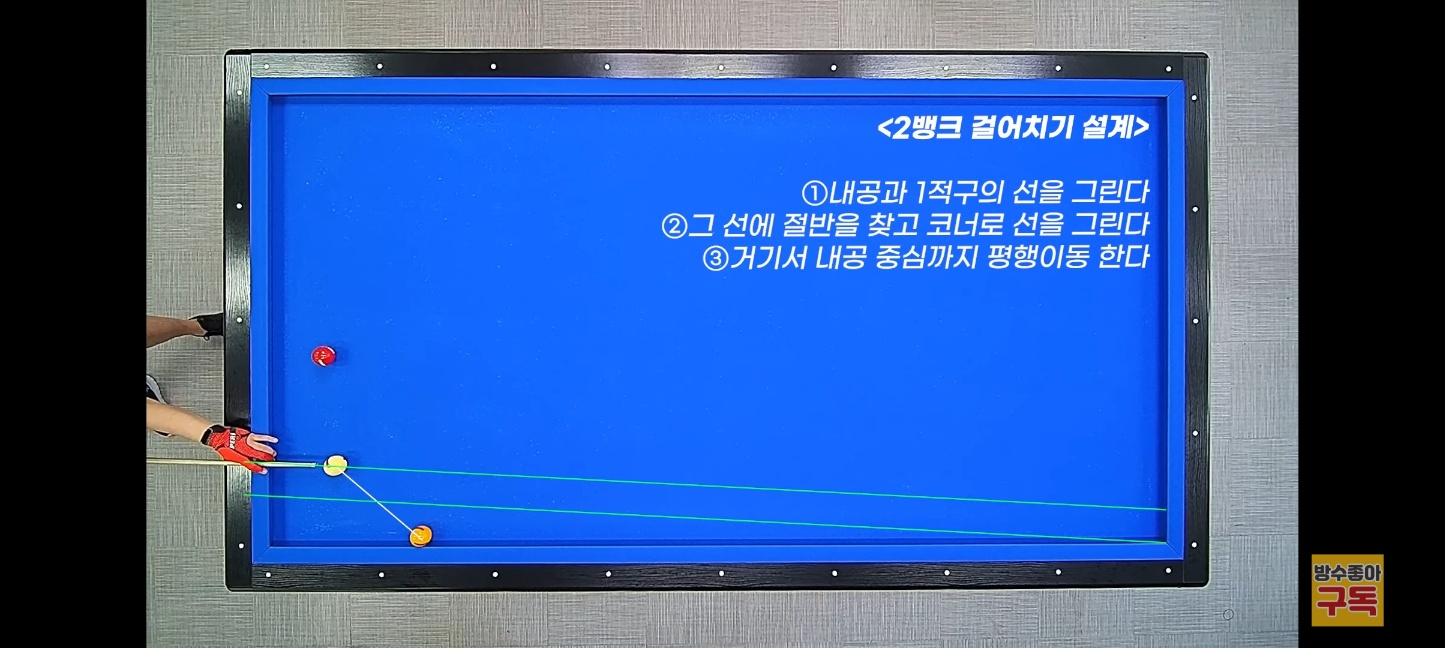 <2뱅크 걸어치기 설계>
①내공과 1적구의 선을 그린다
②그 선에 절반을 찾고 코너로 선을 그린다
③거기서 내공 중심까지 평행이동 한다
방수좋아
구독